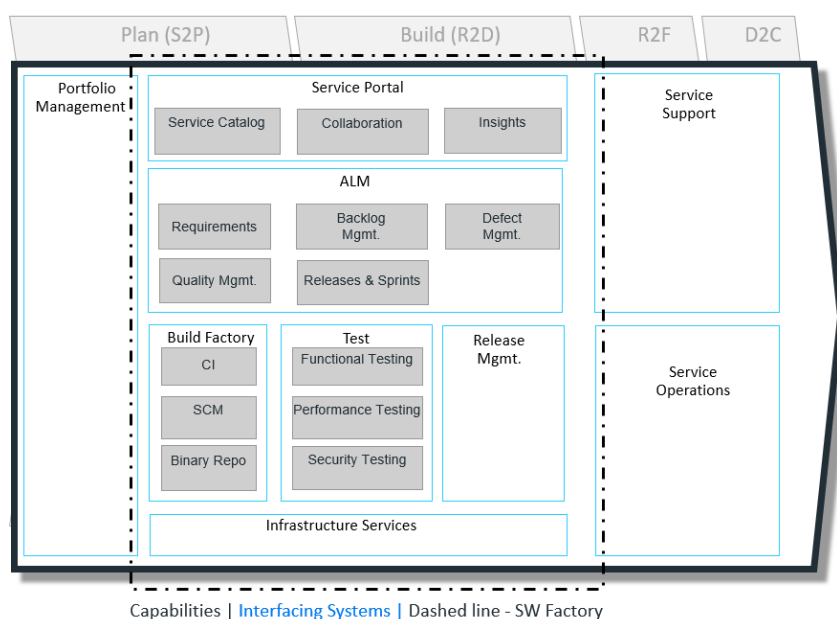 Plan (S2P)
Build (R2D)
R2F
D2C
Portfolio
Management
Service Portal
Service Catalog
Collaboration
Insights
ALM
Requirements
Backlog
Mgmt.
Defect
Mgmt.
Quality Mgmt.
Releases & Sprints
Build Factory
CI
SCM
Binary Repo
Test
Functional Testing
Performance Testing
Security Testing
Release
Mgmt.
Infrastructure Services
Service
Support
Service
Operations
Capabilities | Interfacing Systems | Dashed line - SW Factory